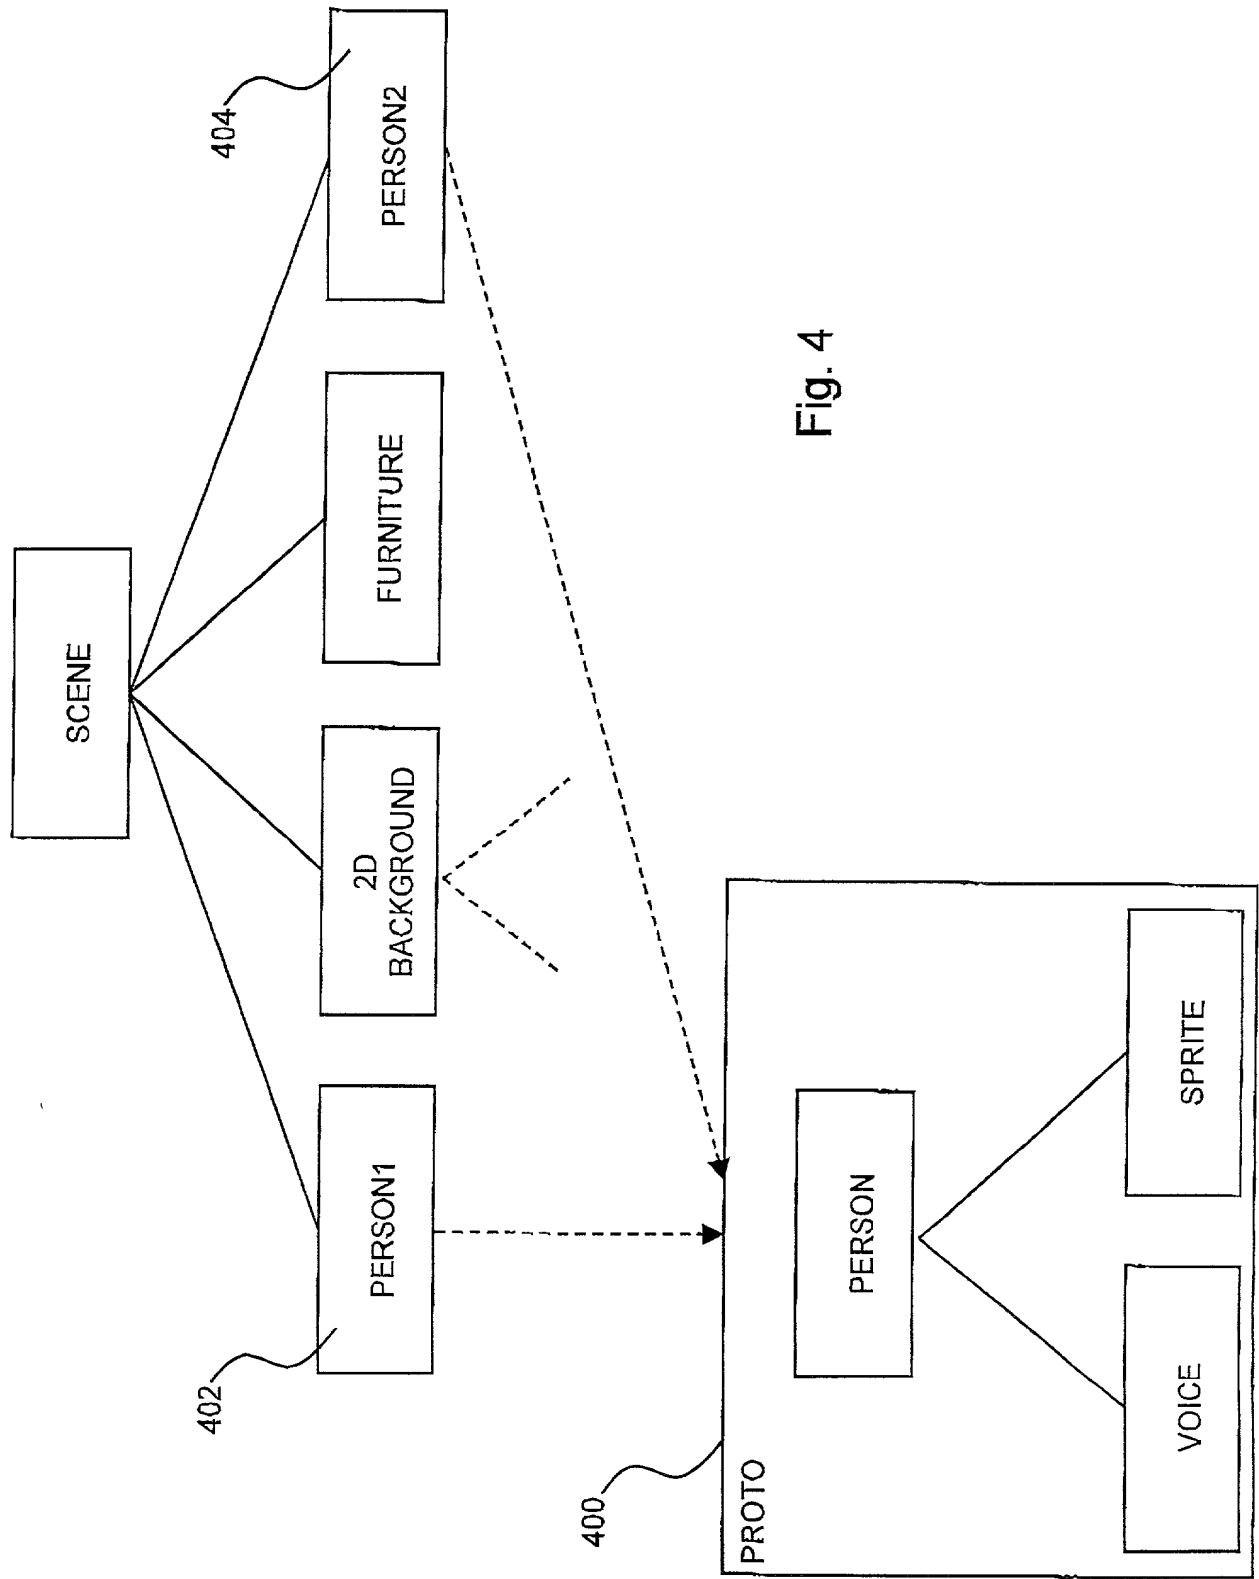 SCENE
404
402
PERSON1
2D
BACKGROUND
FURNITURE
PERSON2
400
PROTO
PERSON
VOICE
SPRITE
Fig. 4